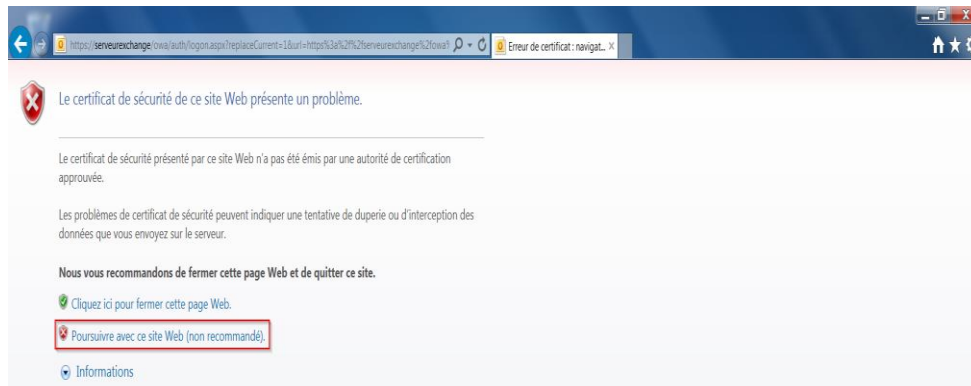 https://serveurexchange/owa/auth/logon.aspx?replaceCurrent=1&url=https%3a%2f%2fserveurexchange%2fowa%
Erreur de certificat : navigat...
Le certificat de sécurité de ce site Web présente un problème.
Le certificat de sécurité présenté par ce site Web n'a pas été émis par une autorité de certification
approuvée.
Les problèmes de certificat de sécurité peuvent indiquer une tentative de duperie ou d'interception des
données que vous envoyez sur le serveur.
Nous vous recommandons de fermer cette page Web et de quitter ce site.
Cliquez ici pour fermer cette page Web.
Poursuivre avec ce site Web (non recommandé).
Informations